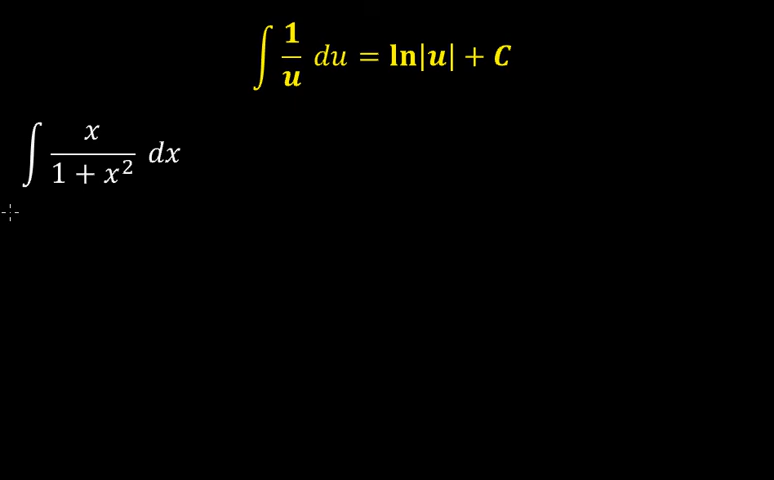 ∫ 1/u du = ln|u| + C
∫ x/(1 + x²) dx